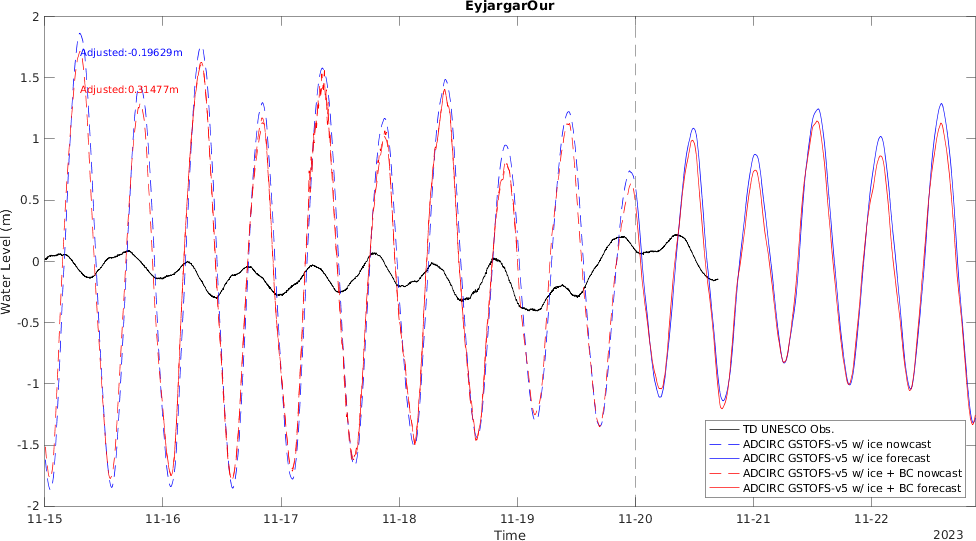 EyjargarOur
2
1.5
1
0.5
0
-0.5
-1
-1.5
-2
Water Level (m)
Adjusted:-0.19629m
Adjusted:0.31477m
TD UNESCO Obs.
ADCIRC GSTOFS-v5 w/ ice nowcast
ADCIRC GSTOFS-v5 w/ ice forecast
ADCIRC GSTOFS-v5 w/ ice + BC nowcast
ADCIRC GSTOFS-v5 w/ ice + BC forecast
11-15 11-16 11-17 11-18 11-19 11-20 11-21 11-22
Time
2023